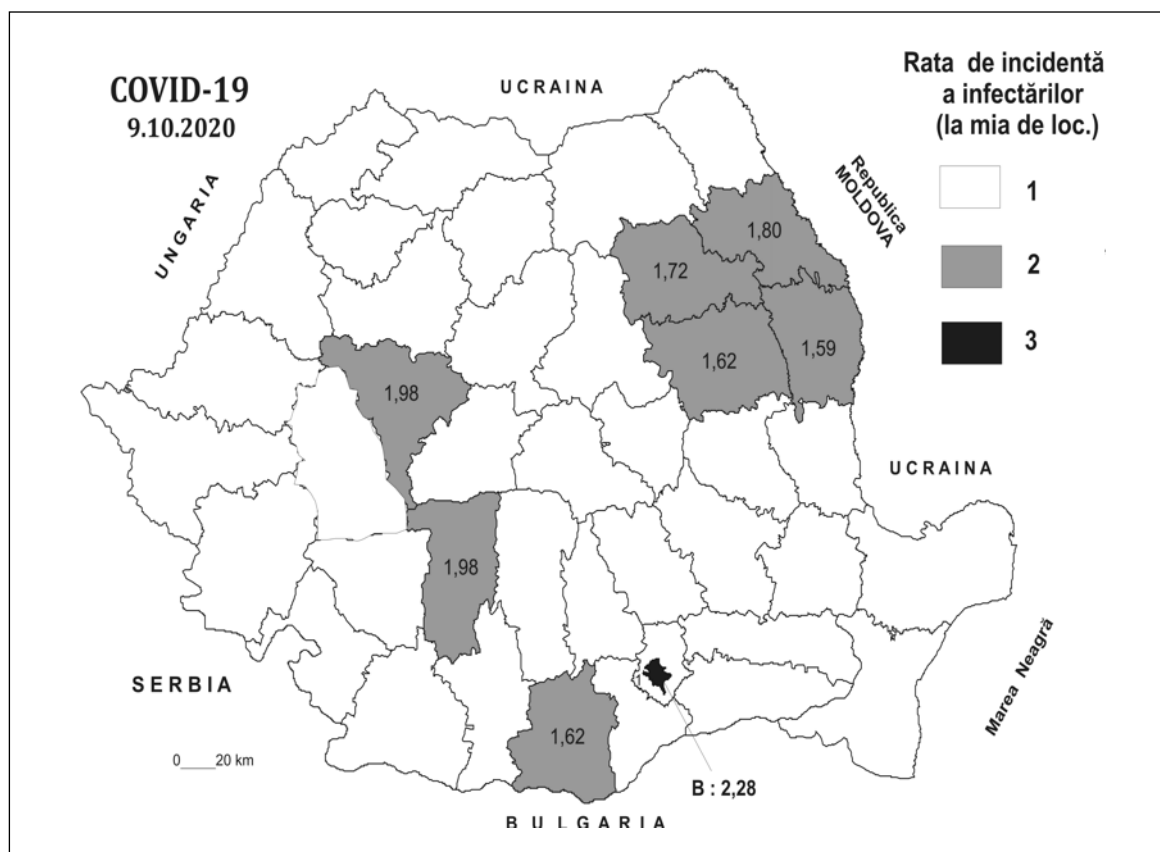 COVID-19
9.10.2020
UCRAINA
Rata de incidentă
a infectărilor
(la mia de loc.)
1
2
3
Republica
MOLDOVA
UNGARIA
1,80
1,72
1,62
1,59
1,98
UCRAINA
1,98
Marea Neagră
SERBIA
1,62
0 20 km
B : 2,28
BULGARIA